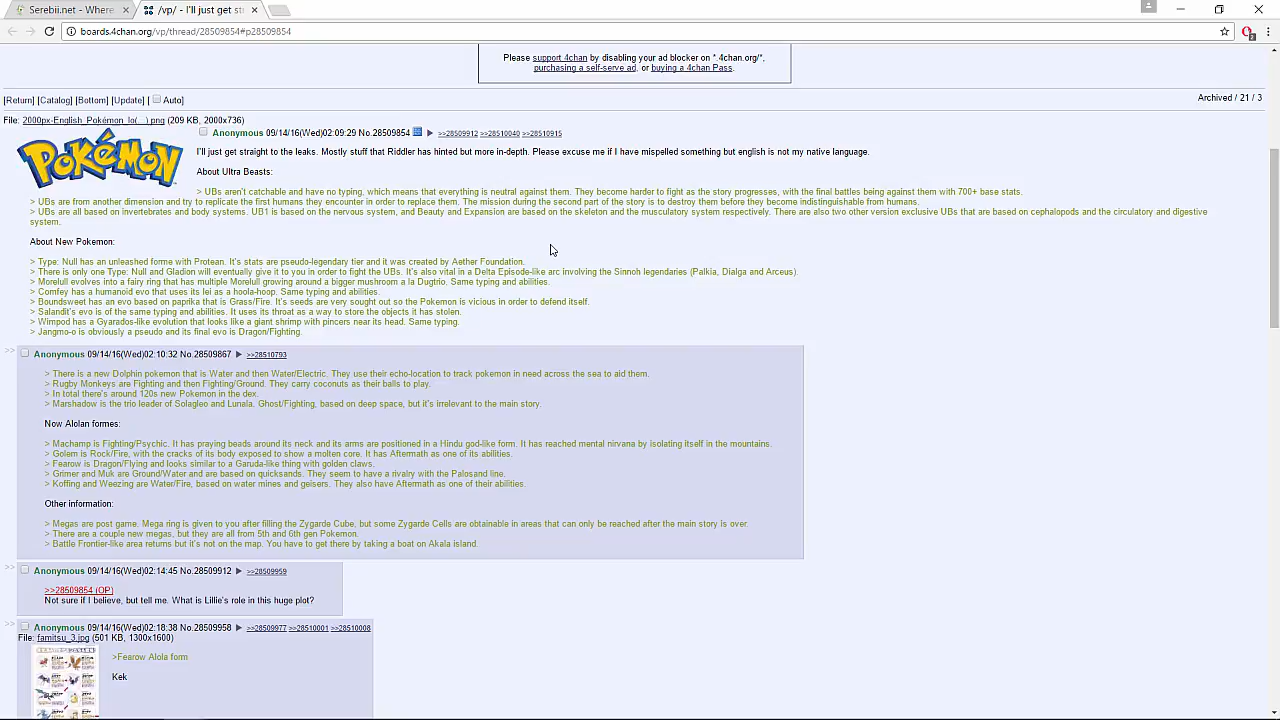 Serebii.net - Where
/vp/ - I'll just get st
boards.4chan.org/vp/thread/28509854#p28509854
Please support 4chan by disabling your ad blocker on *.4chan.org/*,
purchasing a self-serve ad, or buying a 4chan Pass.
[Return] [Catalog] [Bottom] [Update] [ Auto]
Archived / 21 / 3
File: 2000px-English_Pokémon_lo(...).png (209 KB, 2000x736)
POKéMON
Anonymous 09/14/16(Wed)02:09:29 No.28509854 >>28509912 >>28510040 >>28510915
I'll just get straight to the leaks. Mostly stuff that Riddler has hinted but more in-depth. Please excuse me if I have mispelled something but english is not my native language.
About Ultra Beasts:
> UBs aren't catchable and have no typing, which means that everything is neutral against them. They become harder to fight as the story progresses, with the final battles being against them with 700+ base stats.
> UBs are from another dimension and try to replicate the first humans they encounter in order to replace them. The mission during the second part of the story is to destroy them before they become indistinguishable from humans.
> UBs are all based on invertebrates and body systems. UB1 is based on the nervous system, and Beauty and Expansion are based on the skeleton and the musculatory system respectively. There are also two other version exclusive UBs that are based on cephalopods and the circulatory and digestive
system.
About New Pokemon:
> Type: Null has an unleashed forme with Protean. It's stats are pseudo-legendary tier and it was created by Aether Foundation.
> There is only one Type: Null and Gladion will eventually give it to you in order to fight the UBs. It's also vital in a Delta Episode-like arc involving the Sinnoh legendaries (Palkia, Dialga and Arceus).
> Morelull evolves into a fairy ring that has multiple Morelull growing around a bigger mushroom a la Dugtrio. Same typing and abilities.
> Comfey has a humanoid evo that uses its lei as a hoola-hoop. Same typing and abilities.
> Boundsweet has an evo based on paprika that is Grass/Fire. It's seeds are very sought out so the Pokemon is vicious in order to defend itself.
> Salandit's evo is of the same typing and abilities. It uses its throat as a way to store the objects it has stolen.
> Wimpod has a Gyarados-like evolution that looks like a giant shrimp with pincers near its head. Same typing.
> Jangmo-o is obviously a pseudo and its final evo is Dragon/Fighting.
>> Anonymous 09/14/16(Wed)02:10:32 No.28509867 >>28510793
> There is a new Dolphin pokemon that is Water and then Water/Electric. They use their echo-location to track pokemon in need across the sea to aid them.
> Rugby Monkeys are Fighting and then Fighting/Ground. They carry coconuts as their balls to play.
> In total there's around 120s new Pokemon in the dex.
> Marshadow is the trio leader of Solagleo and Lunala. Ghost/Fighting, based on deep space, but it's irrelevant to the main story.
Now Alolan formes:
> Machamp is Fighting/Psychic. It has praying beads around its neck and its arms are positioned in a Hindu god-like form. It has reached mental nirvana by isolating itself in the mountains.
> Golem is Rock/Fire, with the cracks of its body exposed to show a molten core. It has Aftermath as one of its abilities.
> Fearow is Dragon/Flying and looks similar to a Garuda-like thing with golden claws.
> Grimer and Muk are Ground/Water and are based on quicksands. They seem to have a rivalry with the Palosand line.
> Koffing and Weezing are Water/Fire, based on water mines and geisers. They also have Aftermath as one of their abilities.
Other information:
> Megas are post game. Mega ring is given to you after filling the Zygarde Cube, but some Zygarde Cells are obtainable in areas that can only be reached after the main story is over.
> There are a couple new megas, but they are all from 5th and 6th gen Pokemon.
> Battle Frontier-like area returns but it's not on the map. You have to get there by taking a boat on Akala island.
>> Anonymous 09/14/16(Wed)02:14:45 No.28509912 >>28509959
>>28509854 (OP)
Not sure if I believe, but tell me. What is Lillie's role in this huge plot?
>> Anonymous 09/14/16(Wed)02:18:38 No.28509958 >>28509977 >>28510001 >>28510008
File: famitsu_3.jpg (501 KB, 1300x1600)
>Fearow Alola form
Kek